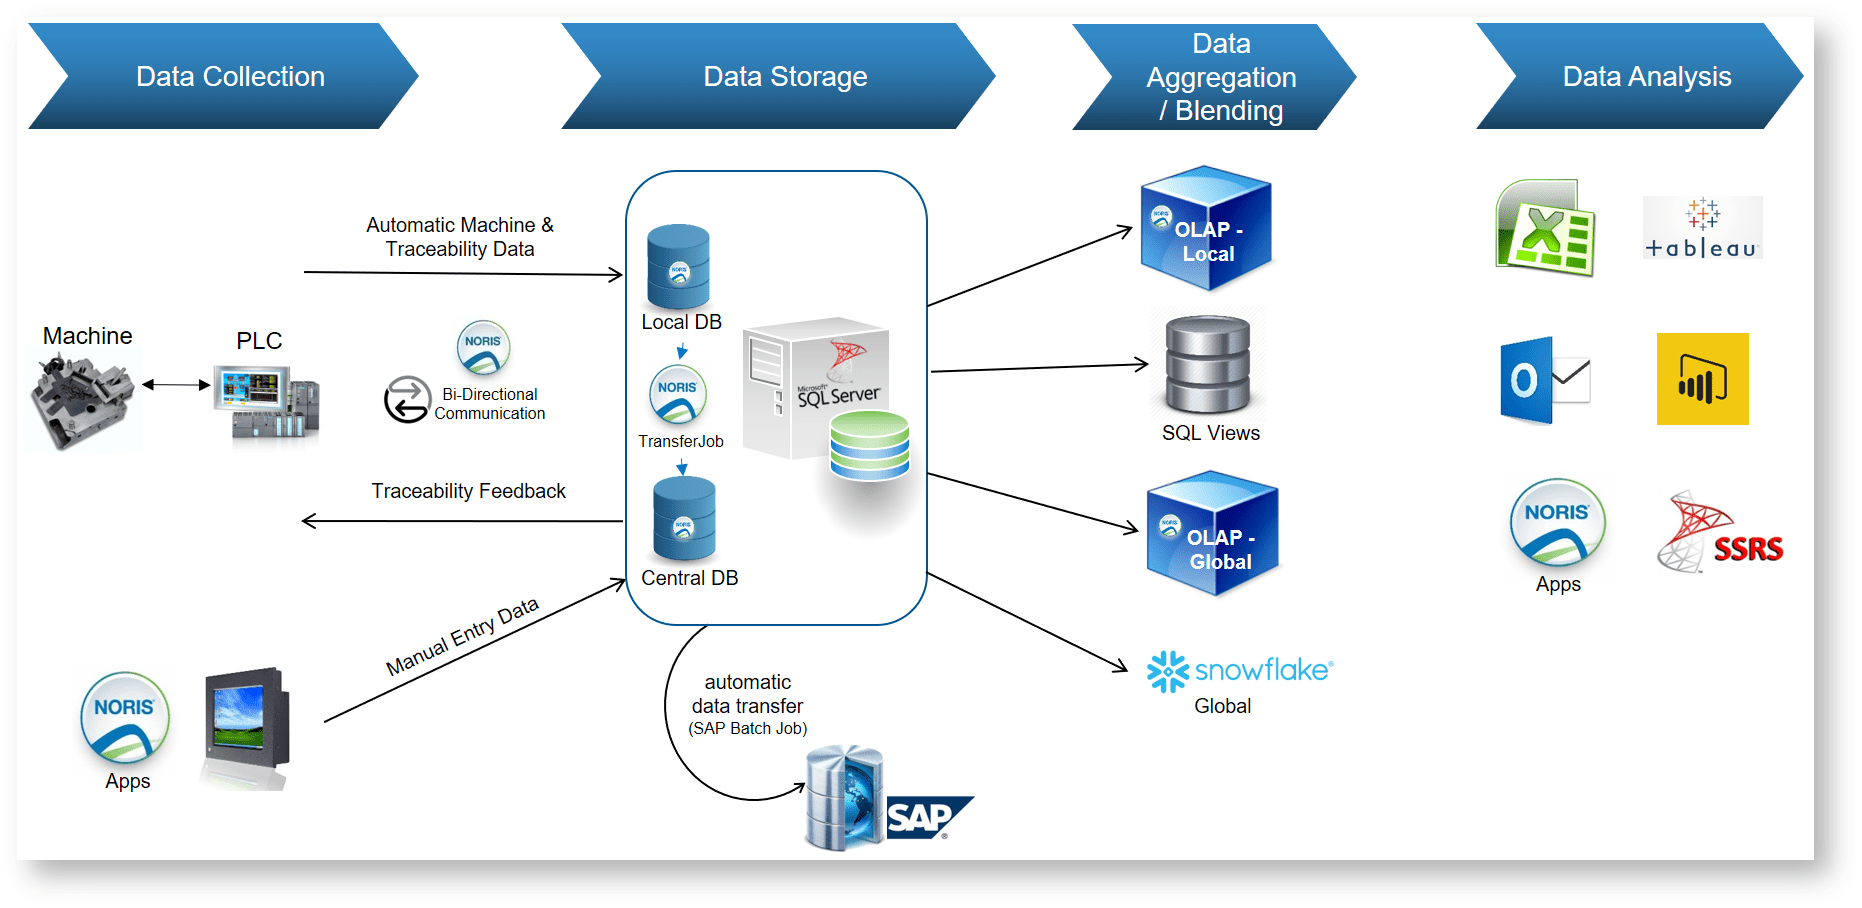 Data Collection
Data Storage
Data
Aggregation
/ Blending
Data Analysis
Automatic Machine &
Traceability Data
Machine
PLC
NORIS
Bi-Directional
Communication
Traceability Feedback
Manual Entry Data
NORIS
Apps
NORIS
Local DB
NORIS
TransferJob
NORIS
Central DB
Microsoft
SQL Server
automatic
data transfer
(SAP Batch Job)
SAP
NORIS
OLAP -
Local
SQL Views
NORIS
OLAP -
Global
snowflake
Global
X
+ableau
O
NORIS
Apps
SSRS